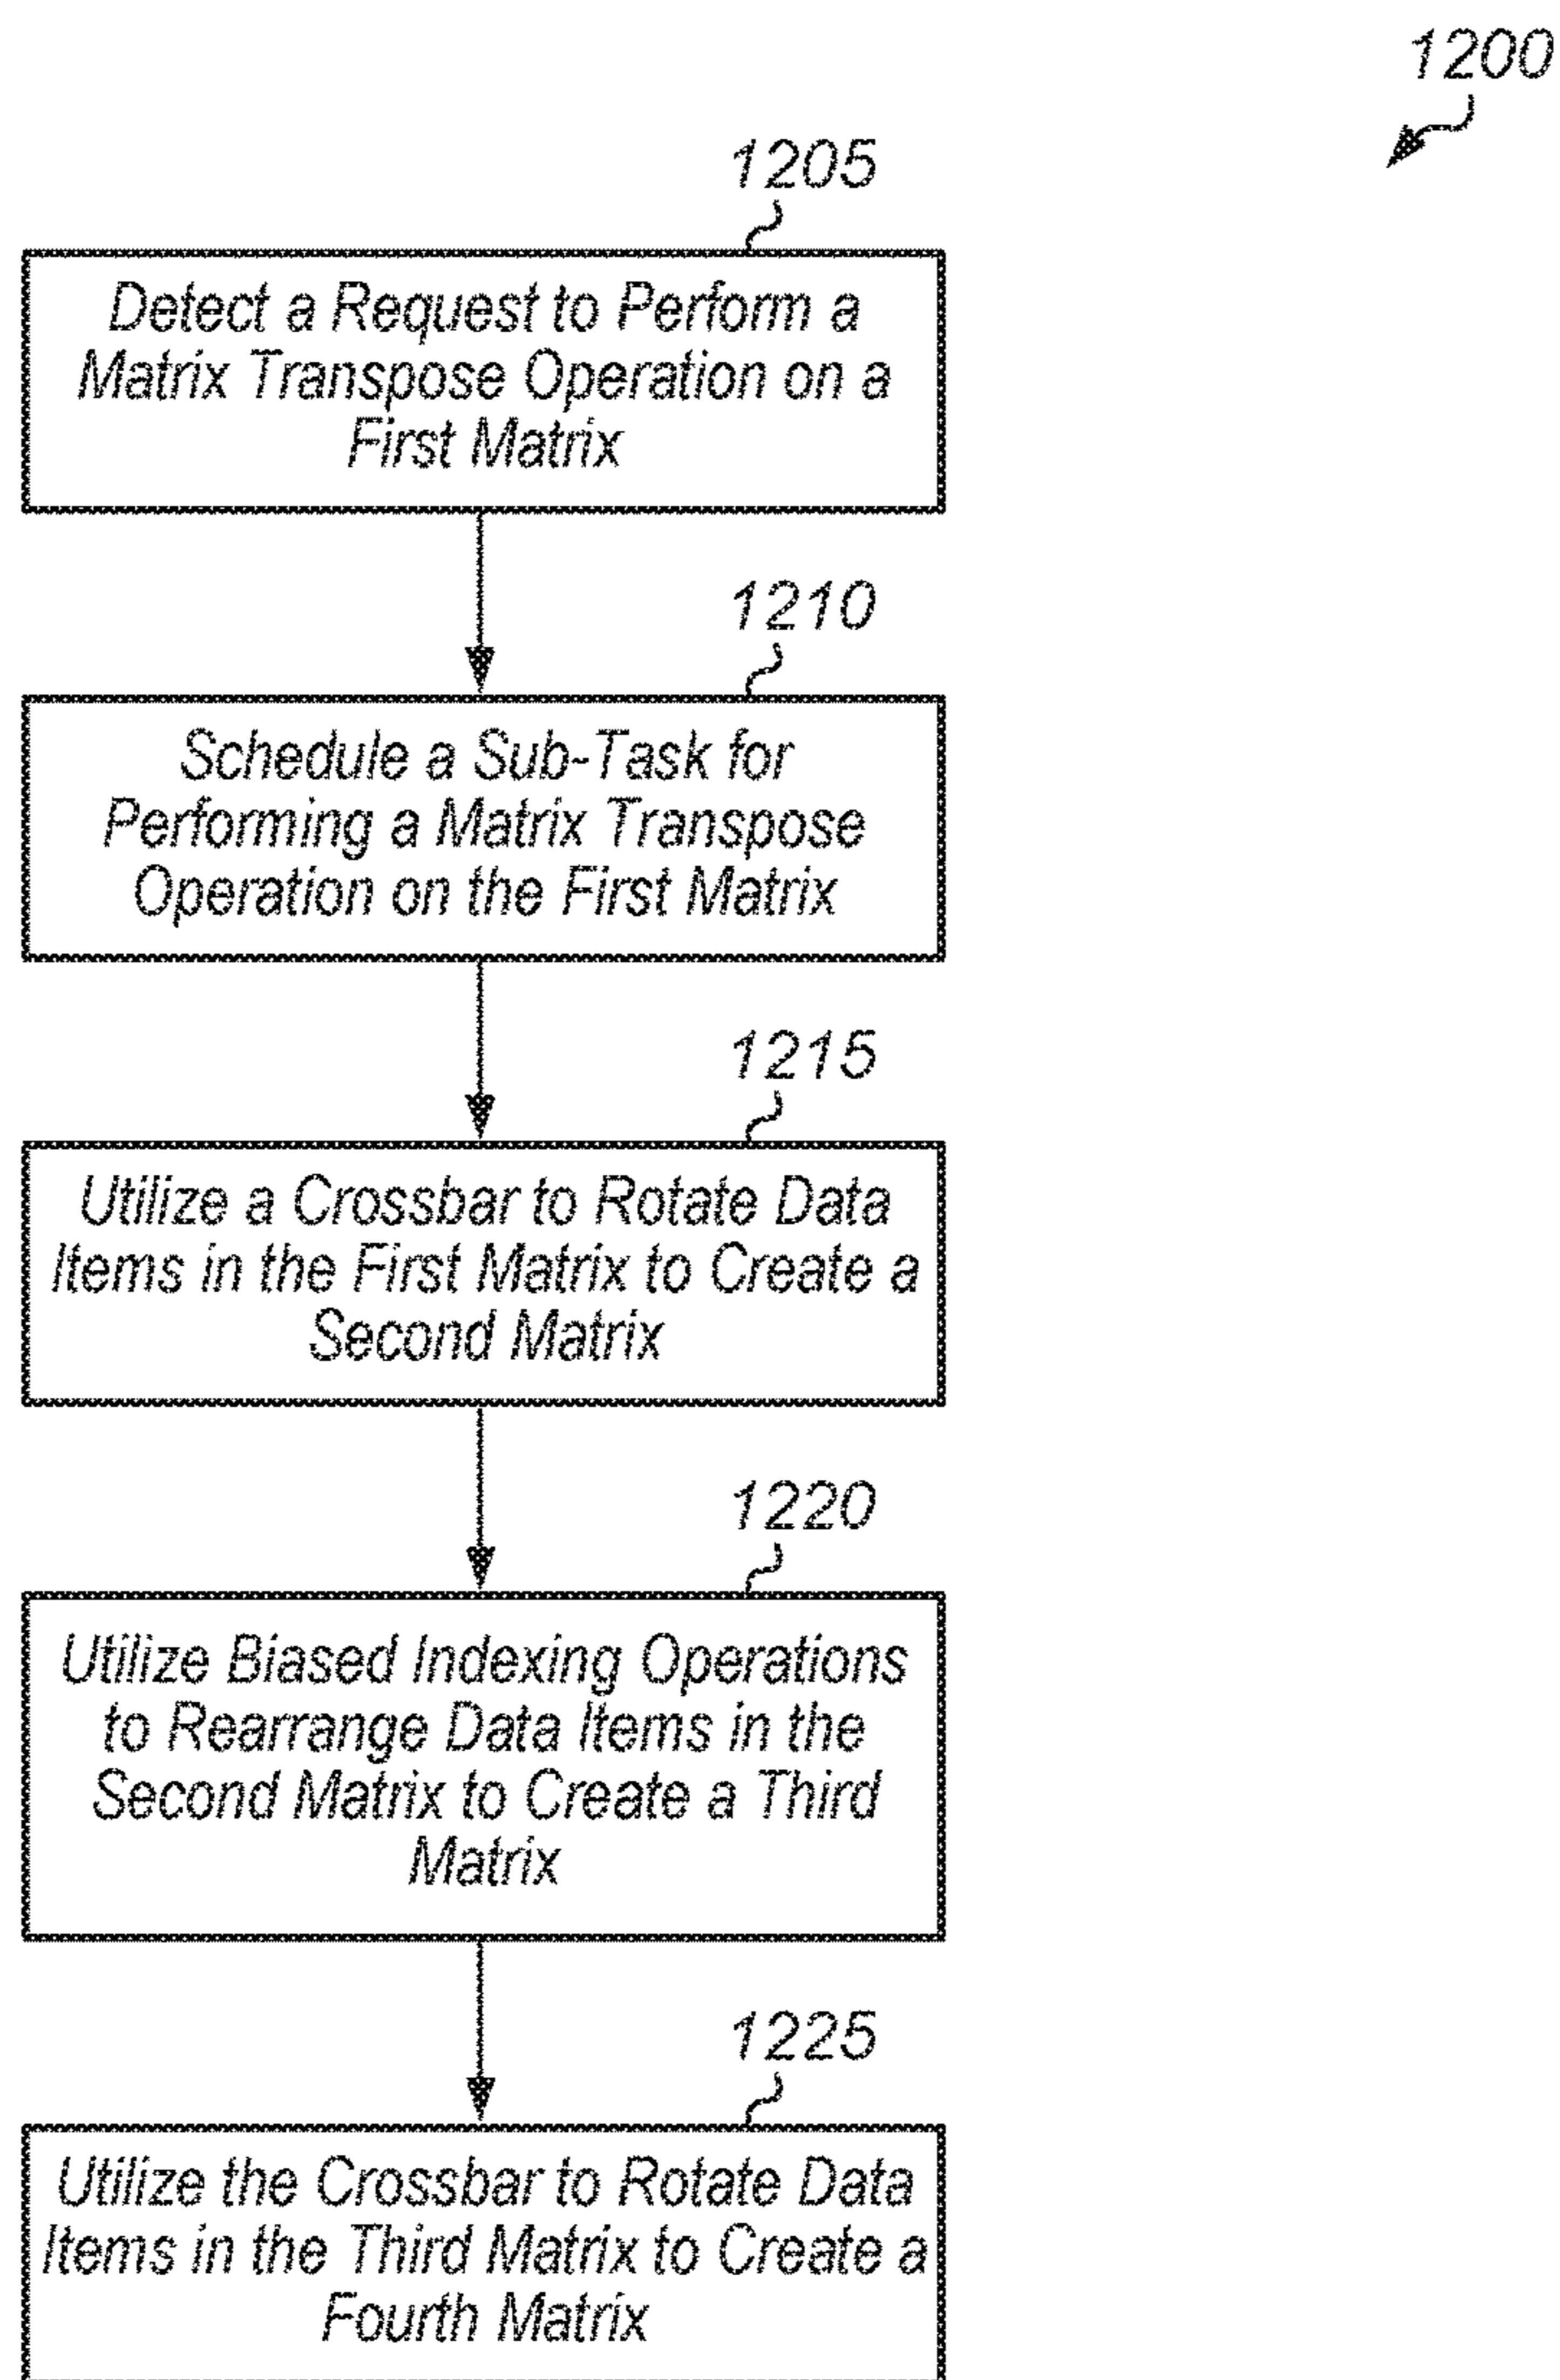 1200
1205
Detect a Request to Perform a
Matrix Transpose Operation on a
First Matrix
1210
Schedule a Sub-Task for
Performing a Matrix Transpose
Operation on the First Matrix
1215
Utilize a Crossbar to Rotate Data
Items in the First Matrix to Create a
Second Matrix
1220
Utilize Biased Indexing Operations
to Rearrange Data Items in the
Second Matrix to Create a Third
Matrix
1225
Utilize the Crossbar to Rotate Data
Items in the Third Matrix to Create a
Fourth Matrix